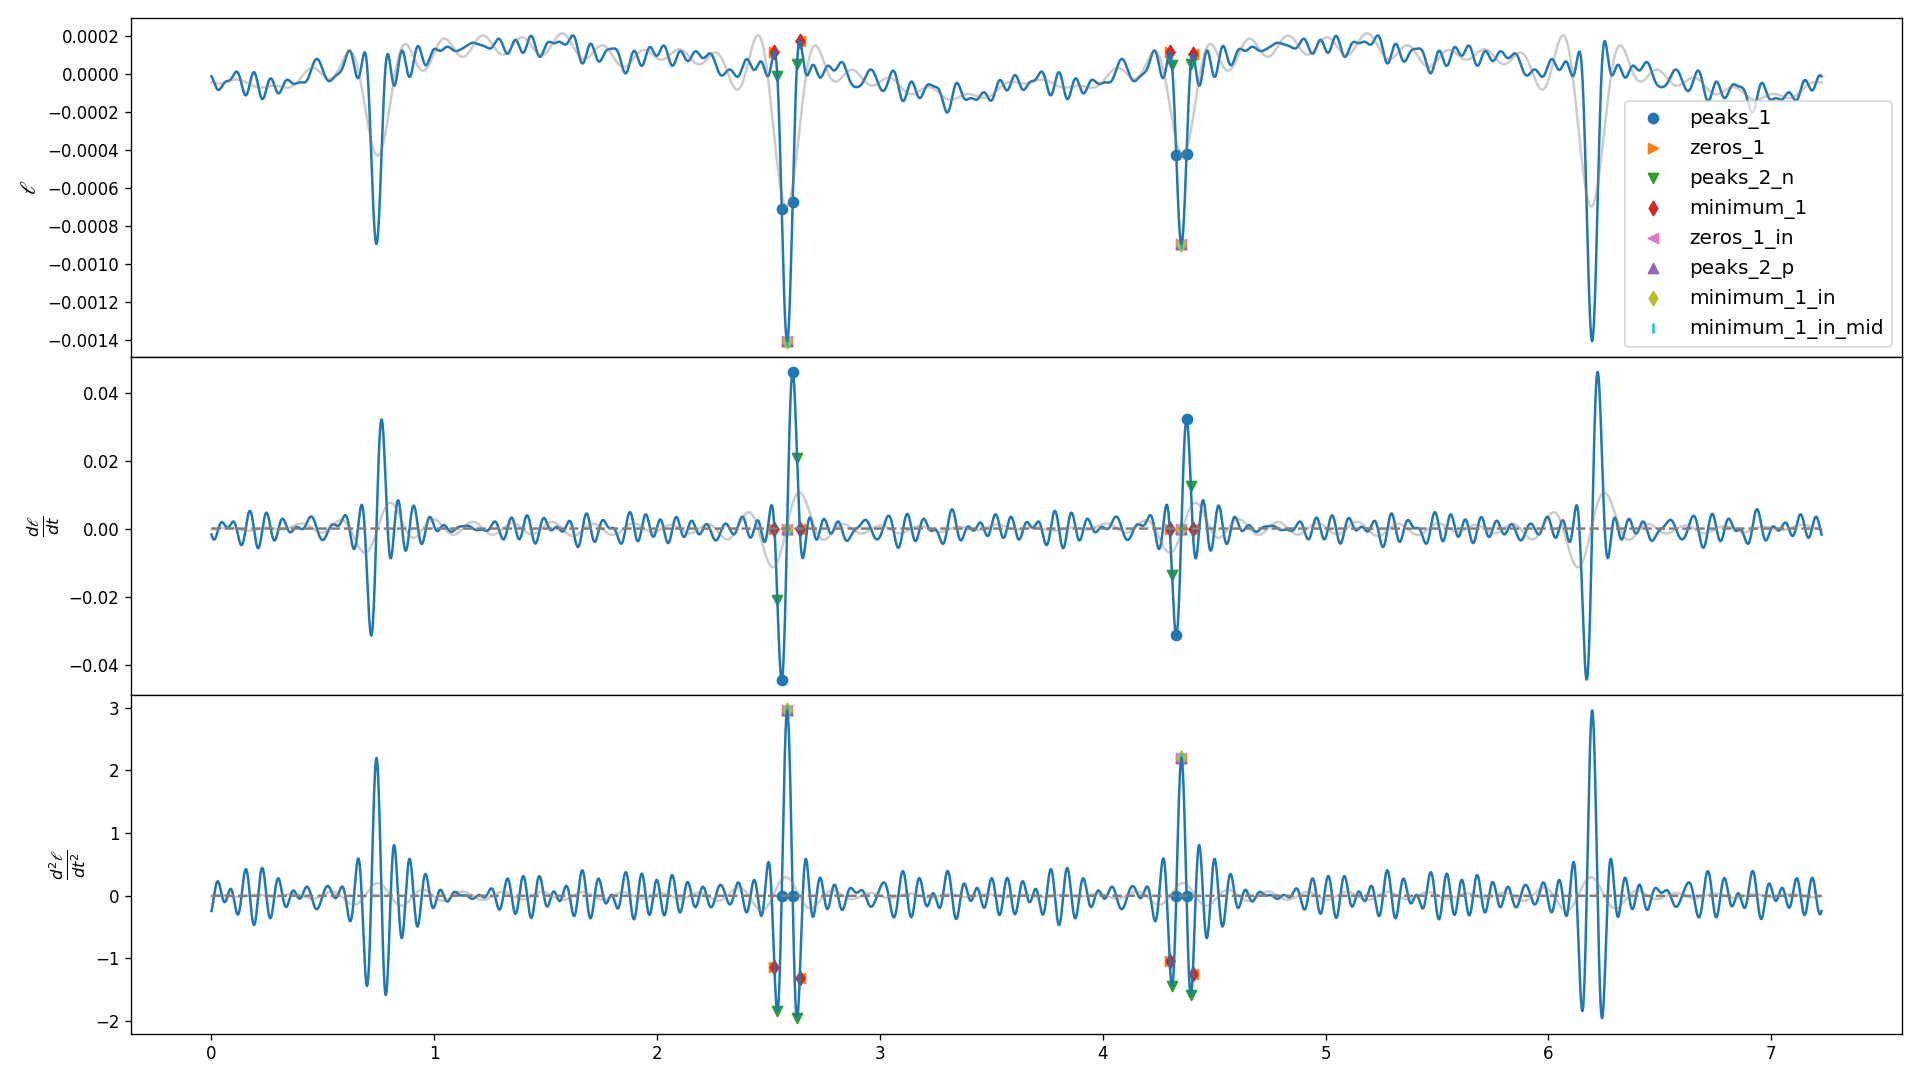 0.0002
0.0000
−0.0002
−0.0004
−0.0006
−0.0008
−0.0010
−0.0012
−0.0014
ℓ
peaks_1
zeros_1
peaks_2_n
minimum_1
zeros_1_in
peaks_2_p
minimum_1_in
minimum_1_in_mid
0.04
0.02
0.00
−0.02
−0.04
dℓ
dt
3
2
1
0
−1
−2
d²ℓ
dt²
0 1 2 3 4 5 6 7